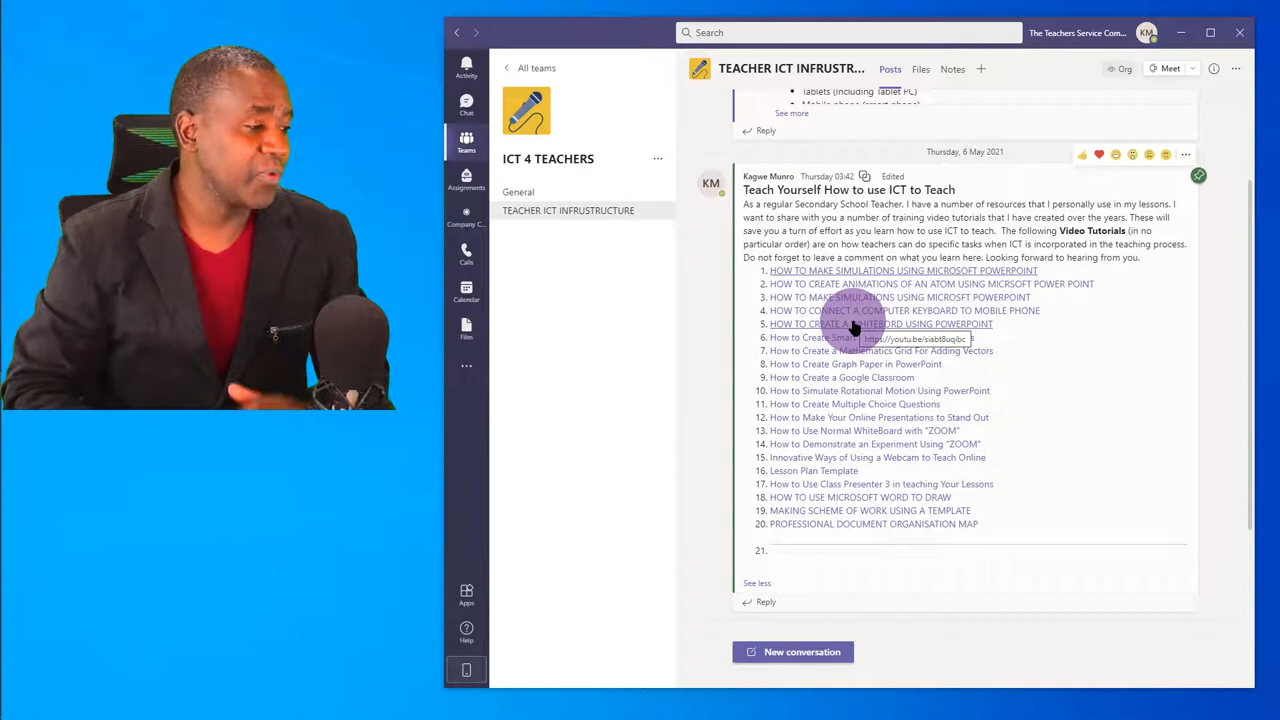 Search
The Teachers Service Com...
KM
Activity
Chat
Teams
Assignments
Company C...
Calls
Calendar
Files
Apps
Help
All teams
ICT 4 TEACHERS
General
TEACHER ICT INFRUSTRUCTURE
TEACHER ICT INFRUSTR...
Posts
Files
Notes
Org
Meet
Tablets (Including Tablet PC)
Mobile phone (smart phone)
See more
Reply
Thursday, 6 May 2021
KM
Kagwe Munro Thursday 03:42 Edited
Teach Yourself How to use ICT to Teach
As a regular Secondary School Teacher. I have a number of resources that I personally use in my lessons. I
want to share with you a number of training video tutorials that I have created over the years. These will
save you a turn of effort as you learn how to use ICT to teach. The following Video Tutorials (in no
particular order) are on how teachers can do specific tasks when ICT is incorporated in the teaching process.
Do not forget to leave a comment on what you learn here. Looking forward to hearing from you.
1. HOW TO MAKE SIMULATIONS USING MICROSOFT POWERPOINT
2. HOW TO CREATE ANIMATIONS OF AN ATOM USING MICRSOFT POWER POINT
3. HOW TO MAKE SIMULATIONS USING MICROSFT POWERPOINT
4. HOW TO CONNECT A COMPUTER KEYBOARD TO MOBILE PHONE
5. HOW TO CREATE A WHITEBORD USING POWERPOINT
6. How to Create Smar
https://youtu.be/siabt8uqibc
7. How to Create a Mathematics Grid For Adding Vectors
8. How to Create Graph Paper in PowerPoint
9. How to Create a Google Classroom
10. How to Simulate Rotational Motion Using PowerPoint
11. How to Create Multiple Choice Questions
12. How to Make Your Online Presentations to Stand Out
13. How to Use Normal WhiteBoard with "ZOOM"
14. How to Demonstrate an Experiment Using "ZOOM"
15. Innovative Ways of Using a Webcam to Teach Online
16. Lesson Plan Template
17. How to Use Class Presenter 3 in teaching Your Lessons
18. HOW TO USE MICROSOFT WORD TO DRAW
19. MAKING SCHEME OF WORK USING A TEMPLATE
20. PROFESSIONAL DOCUMENT ORGANISATION MAP
21.
See less
Reply
New conversation